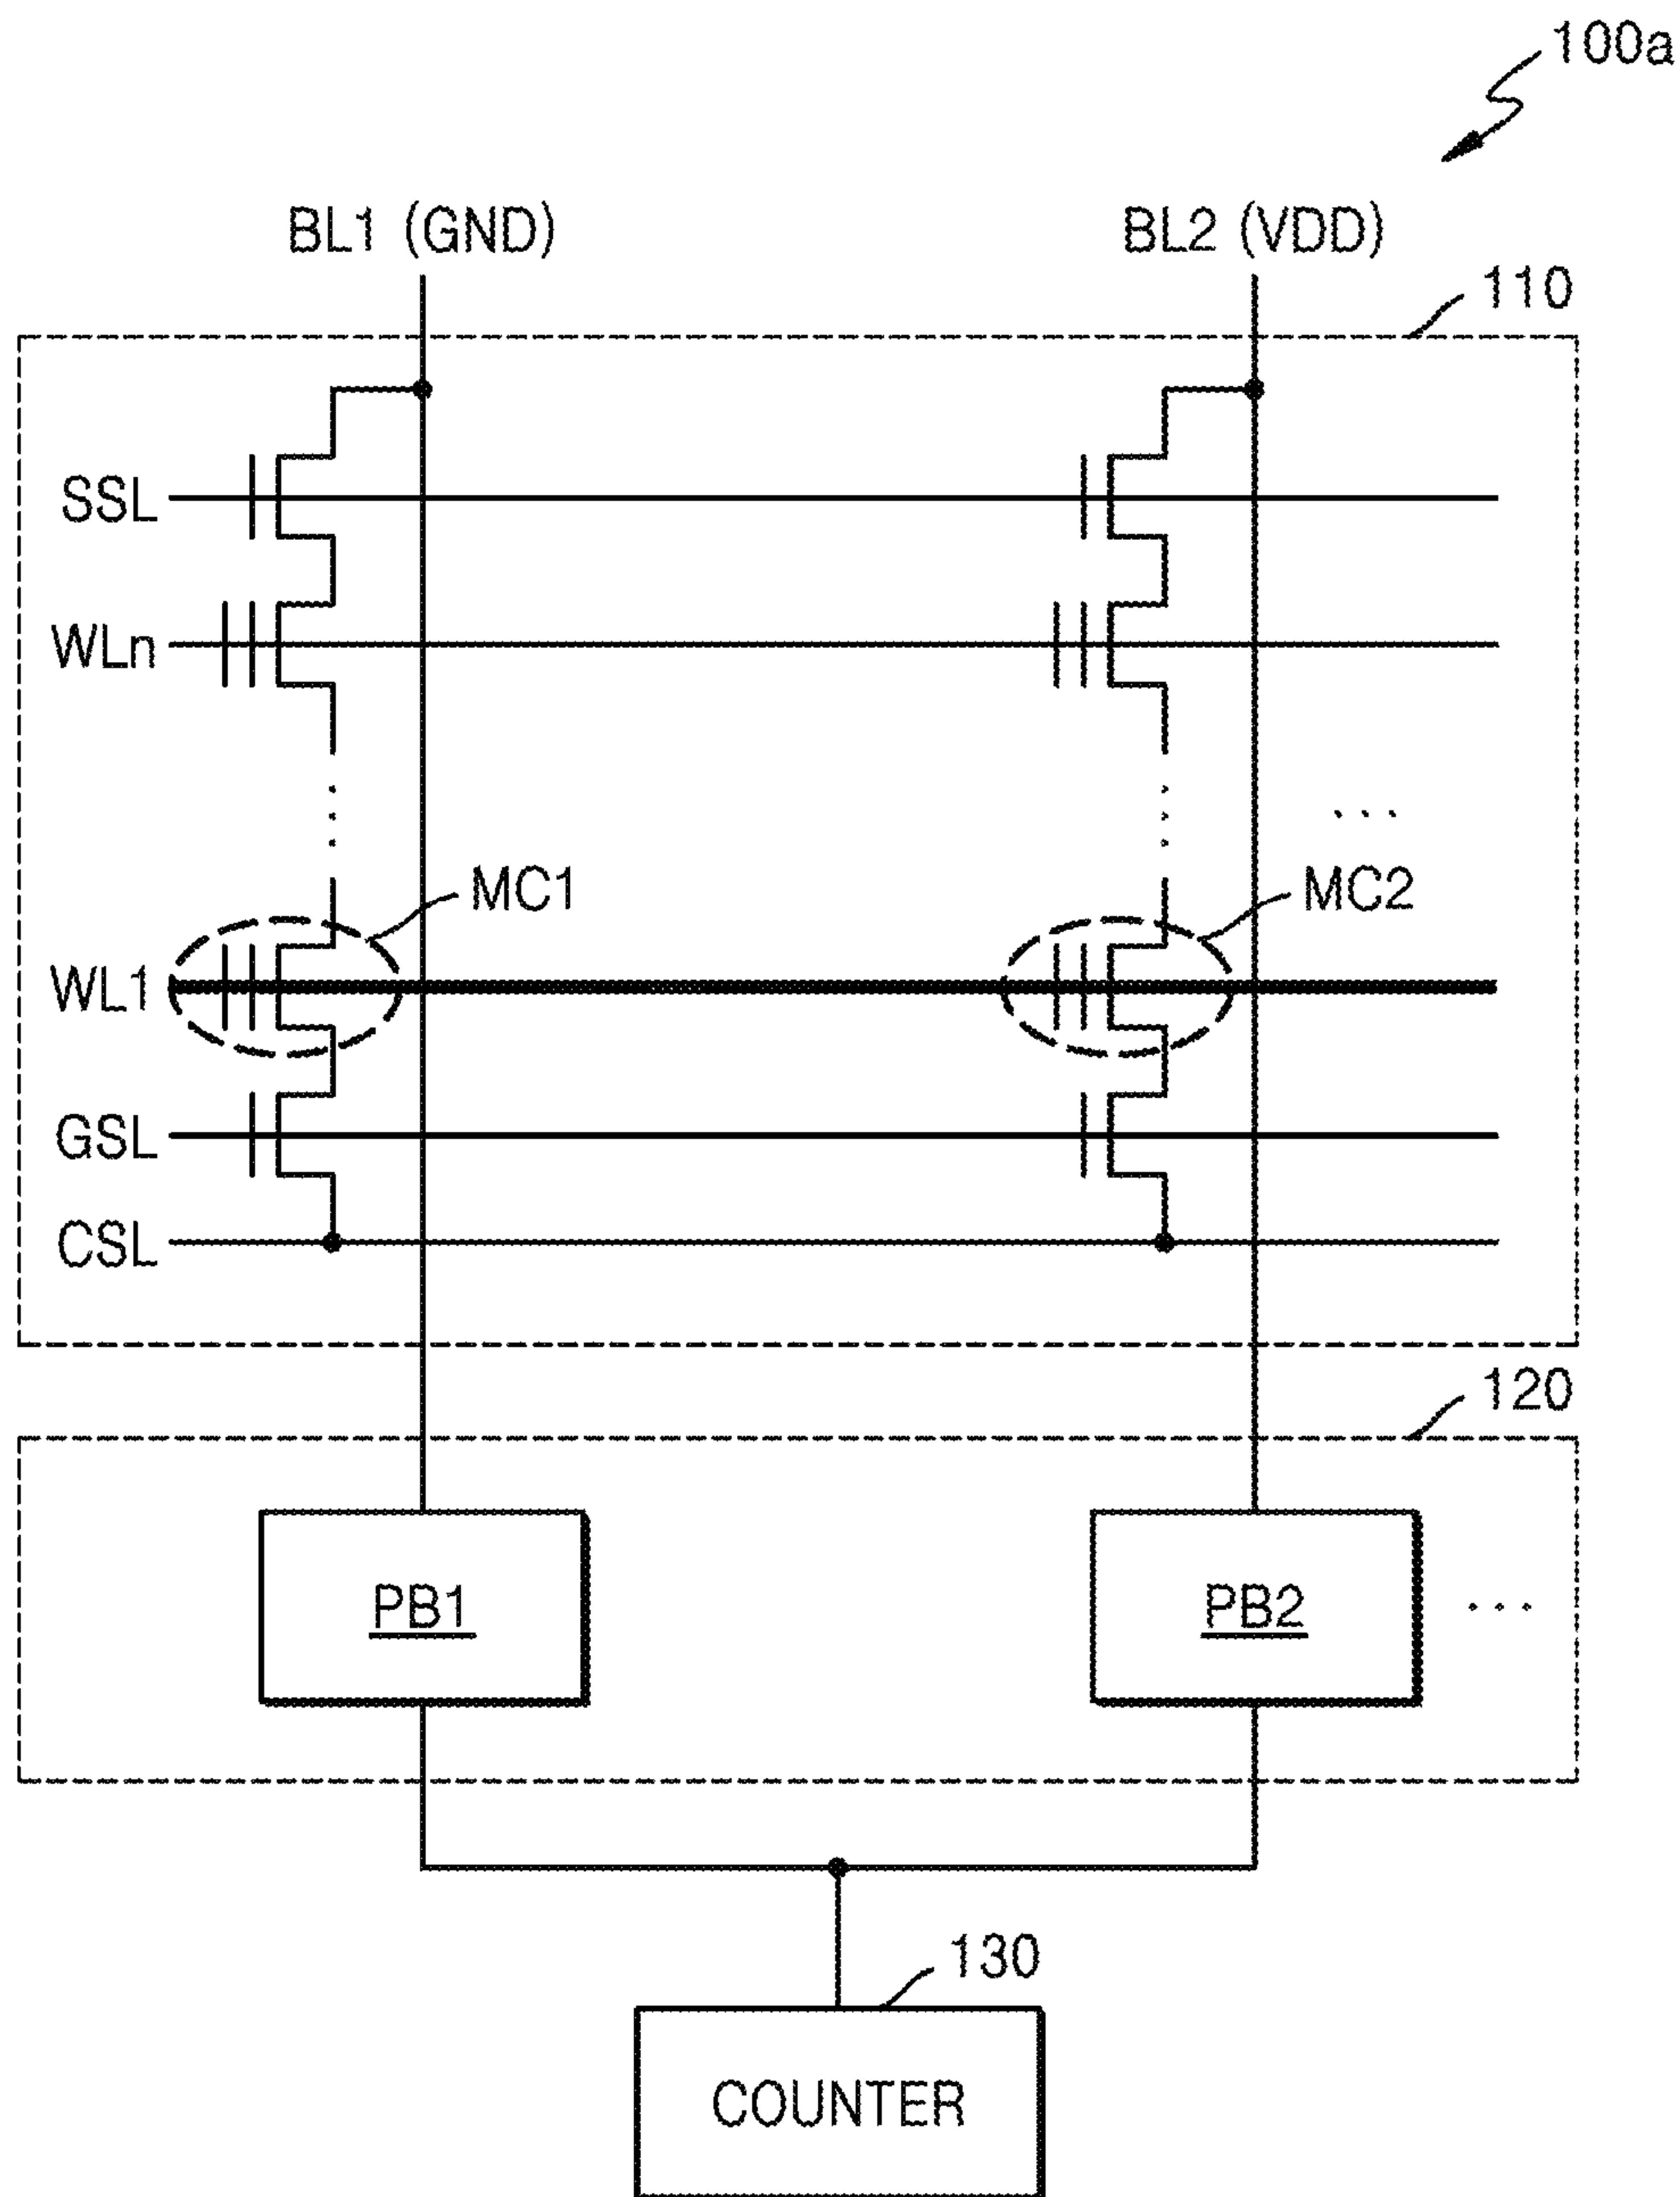 100a
BL1 (GND)
BL2 (VDD)
110
SSL
WLn
...
MC1
MC2
WL1
GSL
CSL
120
PB1
PB2
...
130
COUNTER